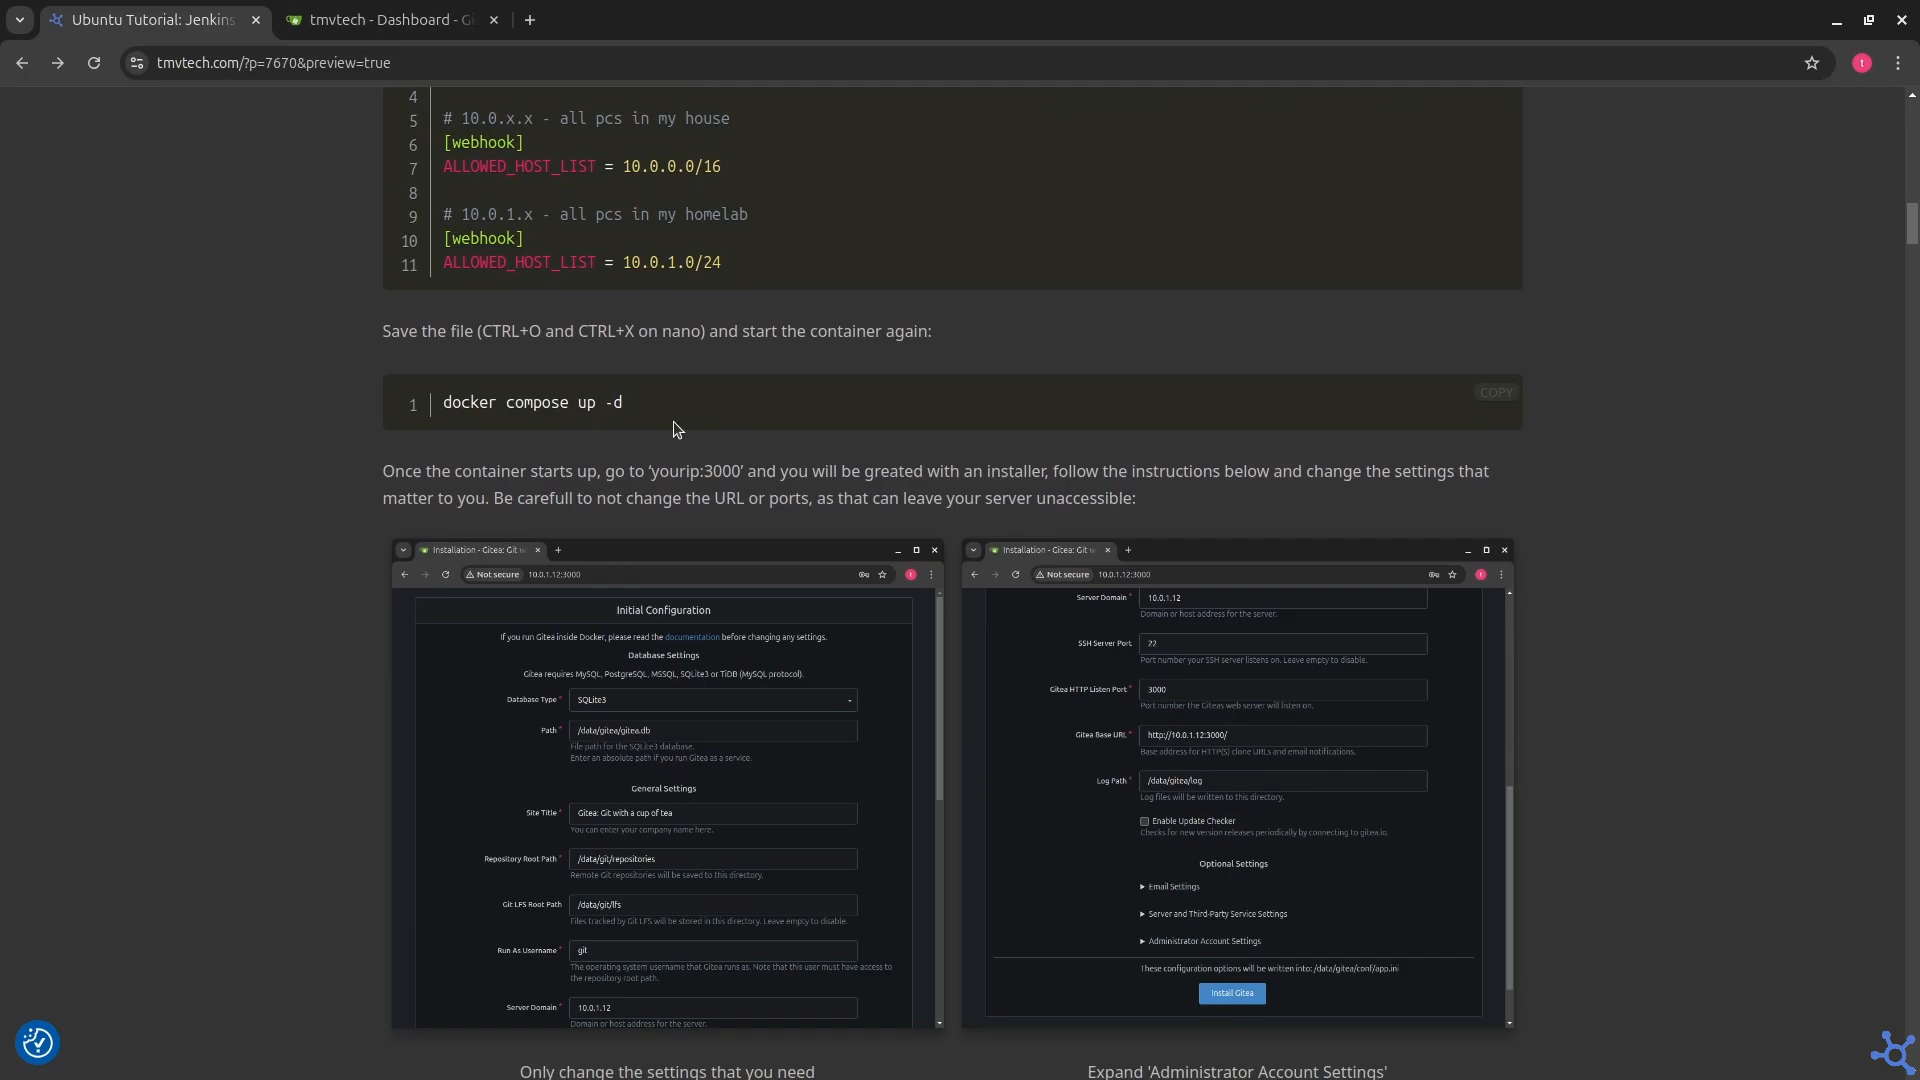 Ubuntu Tutorial: Jenkins
tmvtech - Dashboard - Gi
tmvtech.com/?p=7670&preview=true
t
4
5 # 10.0.x.x - all pcs in my house
6 [webhook]
7 ALLOWED_HOST_LIST = 10.0.0.0/16
8
9 # 10.0.1.x - all pcs in my homelab
10 [webhook]
11 ALLOWED_HOST_LIST = 10.0.1.0/24
Save the file (CTRL+O and CTRL+X on nano) and start the container again:
COPY
1 docker compose up -d
Once the container starts up, go to ‘yourip:3000’ and you will be greated with an installer, follow the instructions below and change the settings that
matter to you. Be carefull to not change the URL or ports, as that can leave your server unaccessible:
Installation - Gitea: Git w
Not secure 10.0.1.12:3000
Initial Configuration
If you run Gitea inside Docker, please read the documentation before changing any settings.
Database Settings
Gitea requires MySQL, PostgreSQL, MSSQL, SQLite3 or TiDB (MySQL protocol).
Database Type * SQLite3
Path * /data/gitea/gitea.db
File path for the SQLite3 database.
Enter an absolute path if you run Gitea as a service.
General Settings
Site Title * Gitea: Git with a cup of tea
You can enter your company name here.
Repository Root Path * /data/git/repositories
Remote Git repositories will be saved to this directory.
Git LFS Root Path /data/git/lfs
Files tracked by Git LFS will be stored in this directory. Leave empty to disable.
Run As Username * git
The operating system username that Gitea runs as. Note that this user must have access to
the repository root path.
Server Domain * 10.0.1.12
Domain or host address for the server.
Only change the settings that you need
Installation - Gitea: Git w
Not secure 10.0.1.12:3000
Server Domain * 10.0.1.12
Domain or host address for the server.
SSH Server Port 22
Port number your SSH server listens on. Leave empty to disable.
Gitea HTTP Listen Port * 3000
Port number the Giteas web server will listen on.
Gitea Base URL * http://10.0.1.12:3000/
Base address for HTTP(S) clone URLs and email notifications.
Log Path * /data/gitea/log
Log files will be written to this directory.
Enable Update Checker
Checks for new version releases periodically by connecting to gitea.io.
Optional Settings
Email Settings
Server and Third-Party Service Settings
Administrator Account Settings
These configuration options will be written into: /data/gitea/conf/app.ini
Install Gitea
Expand 'Administrator Account Settings'